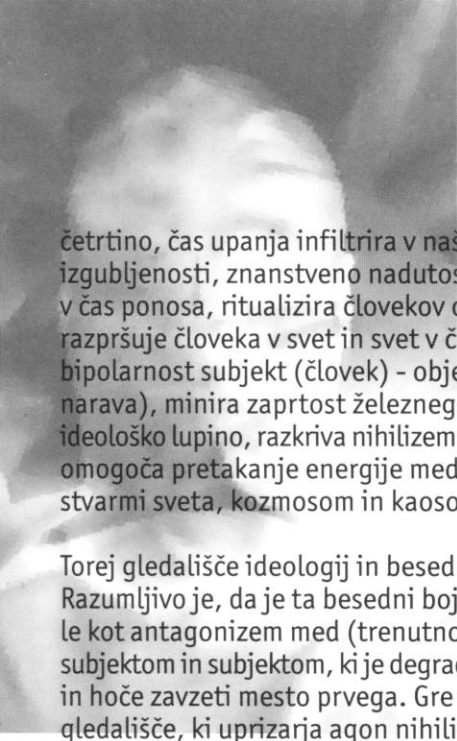 četrtino, čas upanja infiltrira v naš
izgubljenosti, znanstveno nadutos
v čas ponosa, ritualizira človekov o
razpršuje človeka v svet in svet v č
bipolarnost subjekt (človek) - obje
narava), minira zaprtost železneg
ideološko lupino, razkriva nihilizem
omogoča pretakanje energije med
stvarmi sveta, kozmosom in kaoso
Torej gledališče ideologij in besed
Razumljivo je, da je ta besedni boj
le kot antagonizem med (trenutno
subjektom in subjektom, ki je degrad
in hoče zavzeti mesto prvega. Gre
gledališče, ki uprizarja agon nihili